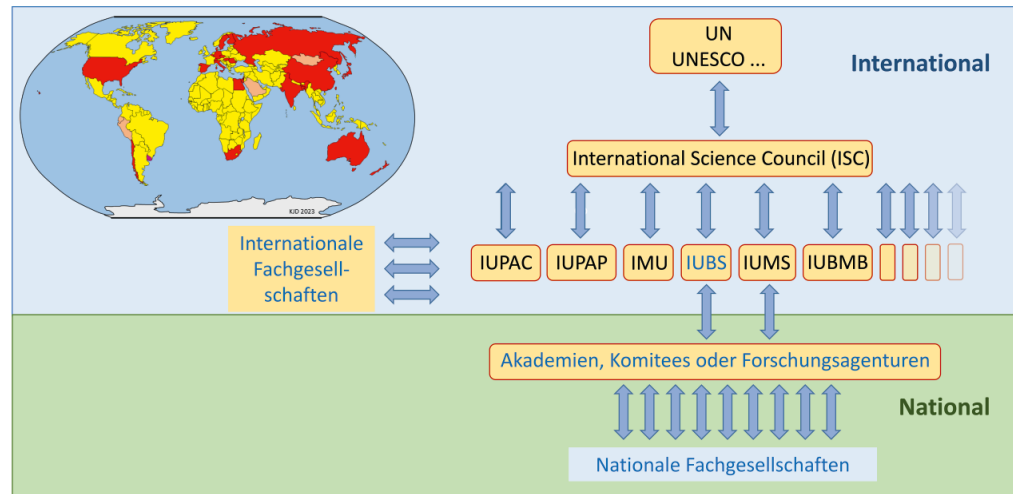 UN
UNESCO ...
International
International Science Council (ISC)
KJD 2023
Internationale
Fachgesell-
schaften
IUPAC
IUPAP
IMU
IUBS
IUMS
IUBMB
Akademien, Komitees oder Forschungsagenturen
National
Nationale Fachgesellschaften